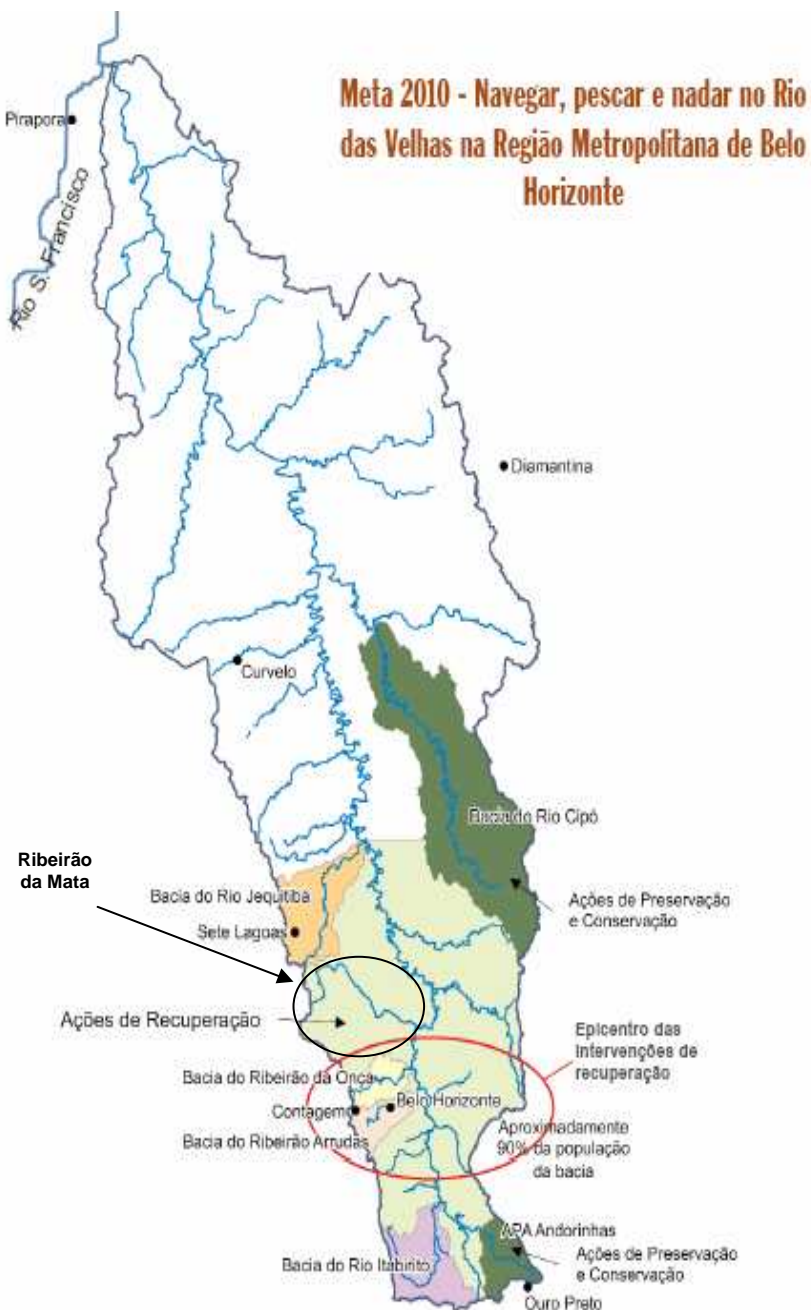 Meta 2010 - Navegar, pescar e nadar no Rio
das Velhas na Região Metropolitana de Belo
Horizonte
Pirapora
Rio S. Francisco
Diamantina
Curvelo
Bacia do Rio Cipó
Ribeirão
da Mata
Bacia do Rio Jequitibá
Ações de Preservação
e Conservação
Sete Lagoas
Ações de Recuperação
Epicentro das
intervenções de
recuperação
Bacia do Ribeirão da Onça
Contagem
Belo Horizonte
Bacia do Ribeirão Arrudas
Aproximadamente
90% da população
da bacia
APA Andorinhas
Bacia do Rio Itabirito
Ações de Preservação
e Conservação
Ouro Preto